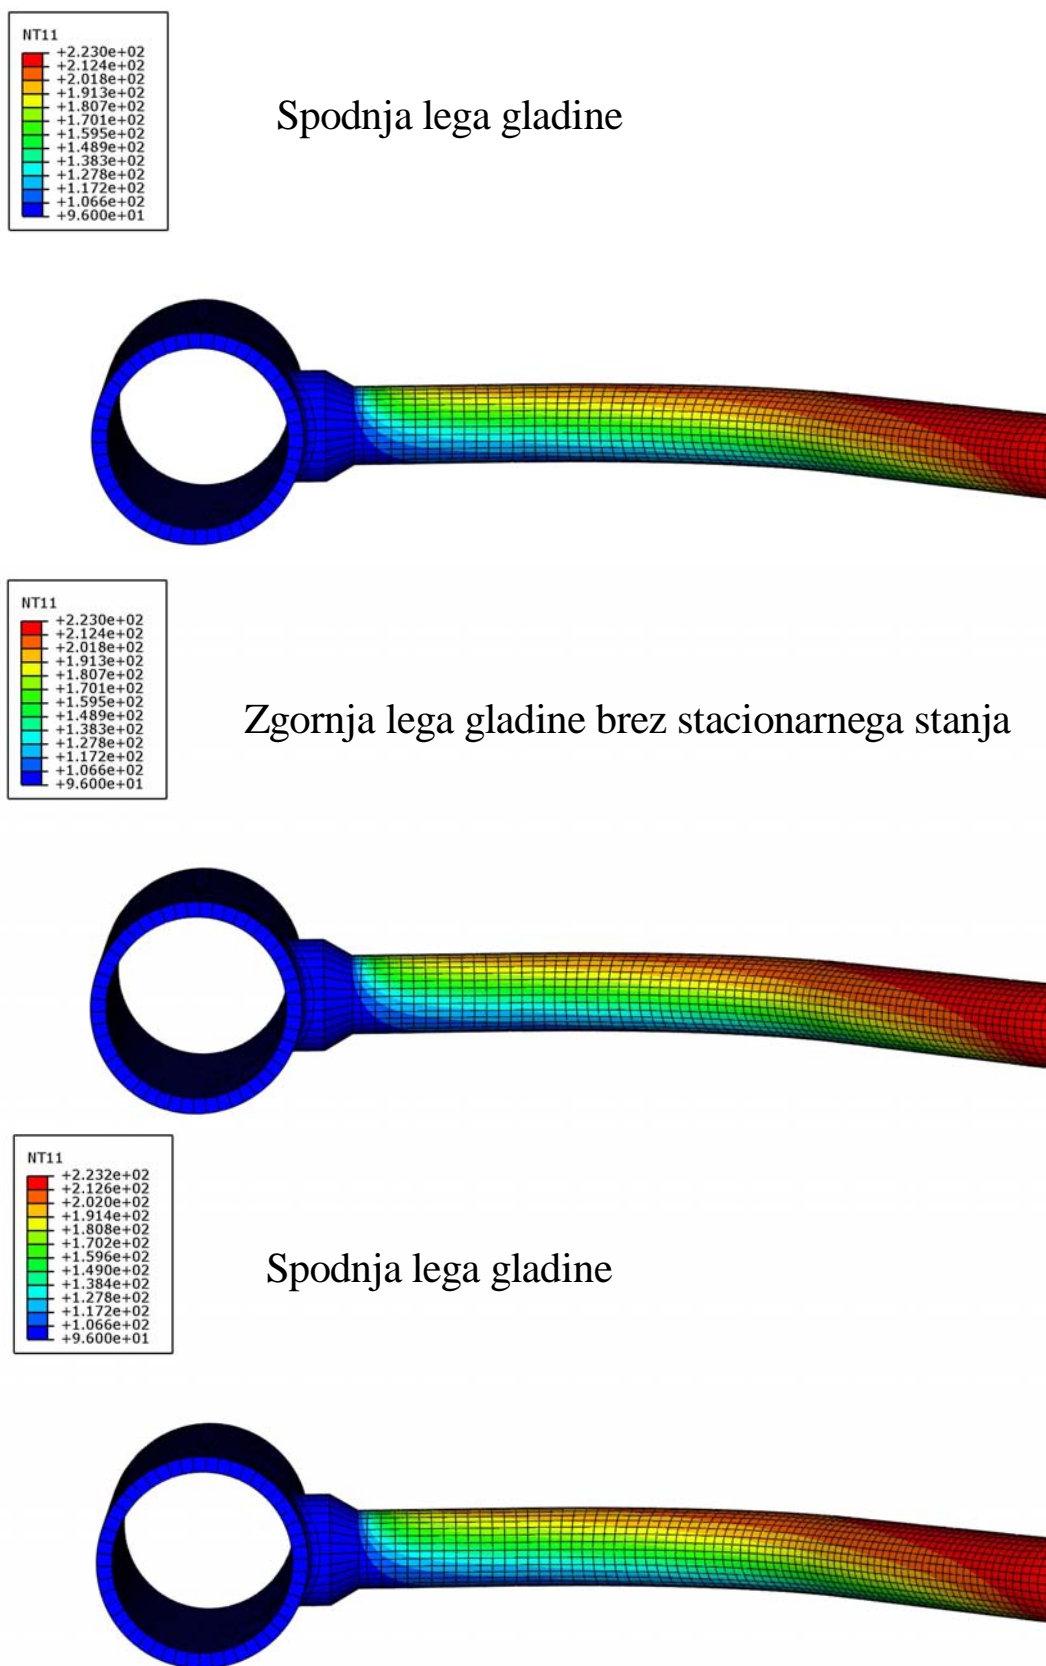 NT11
+2.230e+02
+2.124e+02
+2.018e+02
+1.913e+02
+1.807e+02
+1.701e+02
+1.595e+02
+1.489e+02
+1.383e+02
+1.278e+02
+1.172e+02
+1.066e+02
+9.600e+01
Spodnja lega gladine
NT11
+2.230e+02
+2.124e+02
+2.018e+02
+1.913e+02
+1.807e+02
+1.701e+02
+1.595e+02
+1.489e+02
+1.383e+02
+1.278e+02
+1.172e+02
+1.066e+02
+9.600e+01
Zgornja lega gladine brez stacionarnega stanja
NT11
+2.232e+02
+2.126e+02
+2.020e+02
+1.914e+02
+1.808e+02
+1.702e+02
+1.596e+02
+1.490e+02
+1.384e+02
+1.278e+02
+1.172e+02
+1.066e+02
+9.600e+01
Spodnja lega gladine